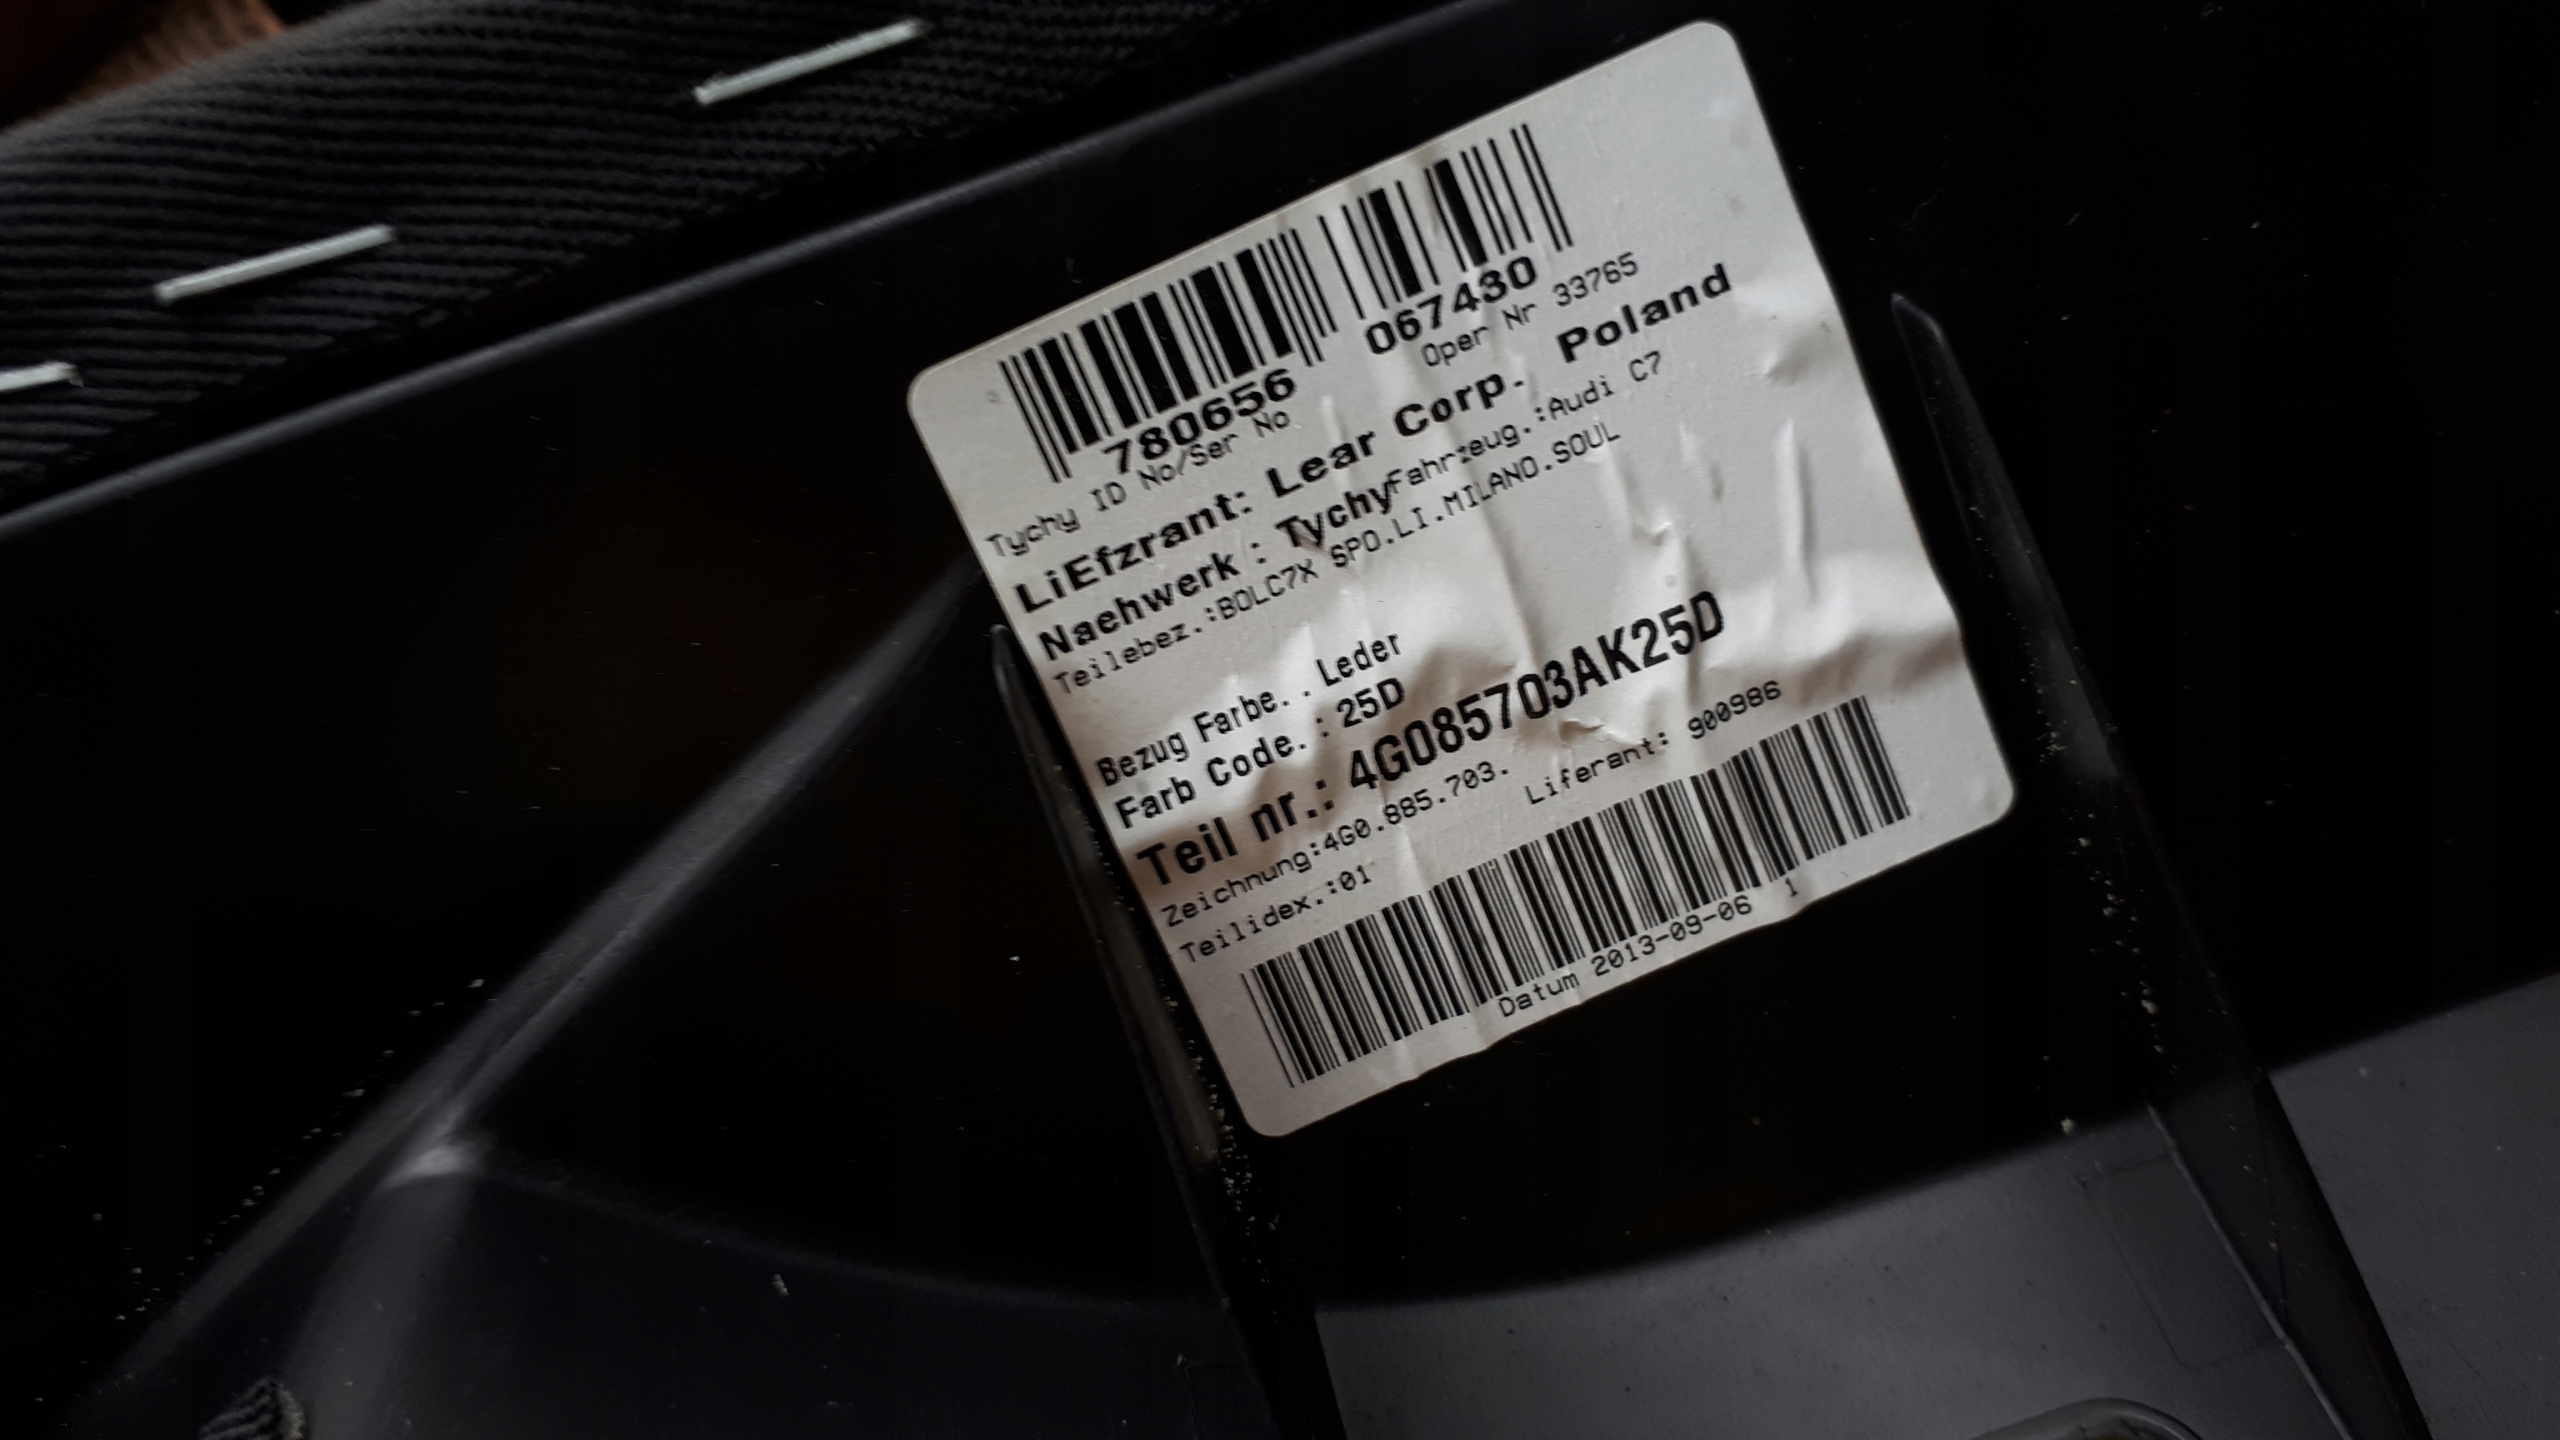 780656 067430
Tychy ID No/Ser No Oper Nr 33765
LiEfzrant: Lear Corp. Poland
Naehwerk : Tychy Fahrzeug.:Audi C7
Teilebez.:BOLC7X SPO.LI.MILANO.SOUL
Bezug Farbe. . Leder
Farb Code. : 25D
Teil nr.: 4G085703AK25D
Zeichnung:4G0.885.703. Liferant: 900986
Teilidex.:01
Datum 2013-09-06 1